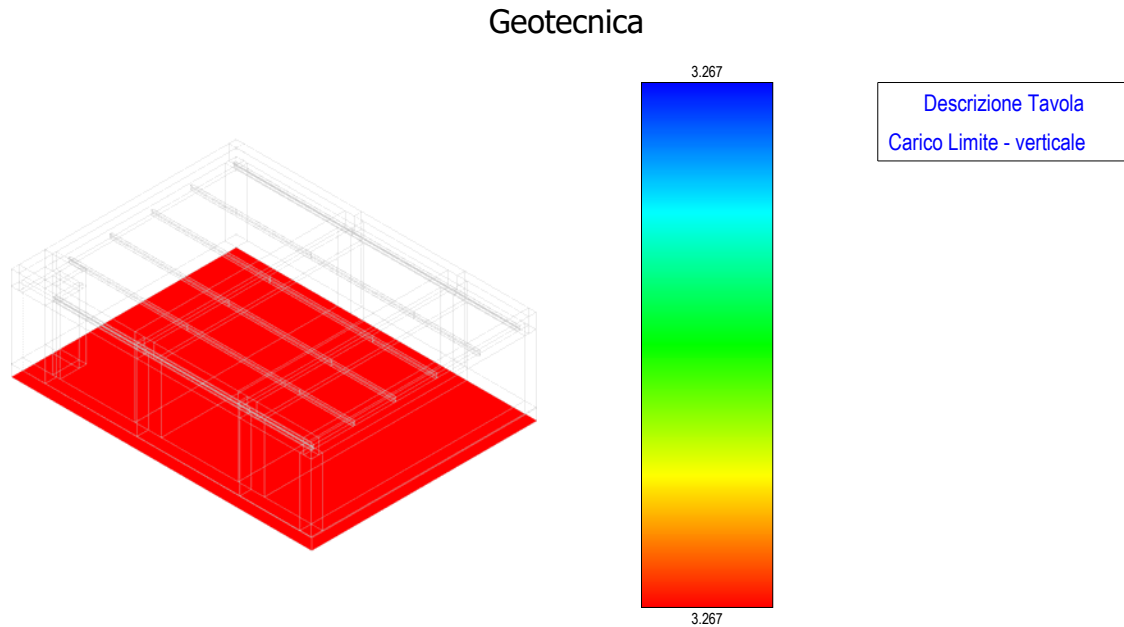 Geotecnica
3.267
Descrizione Tavola
Carico Limite - verticale
3.267